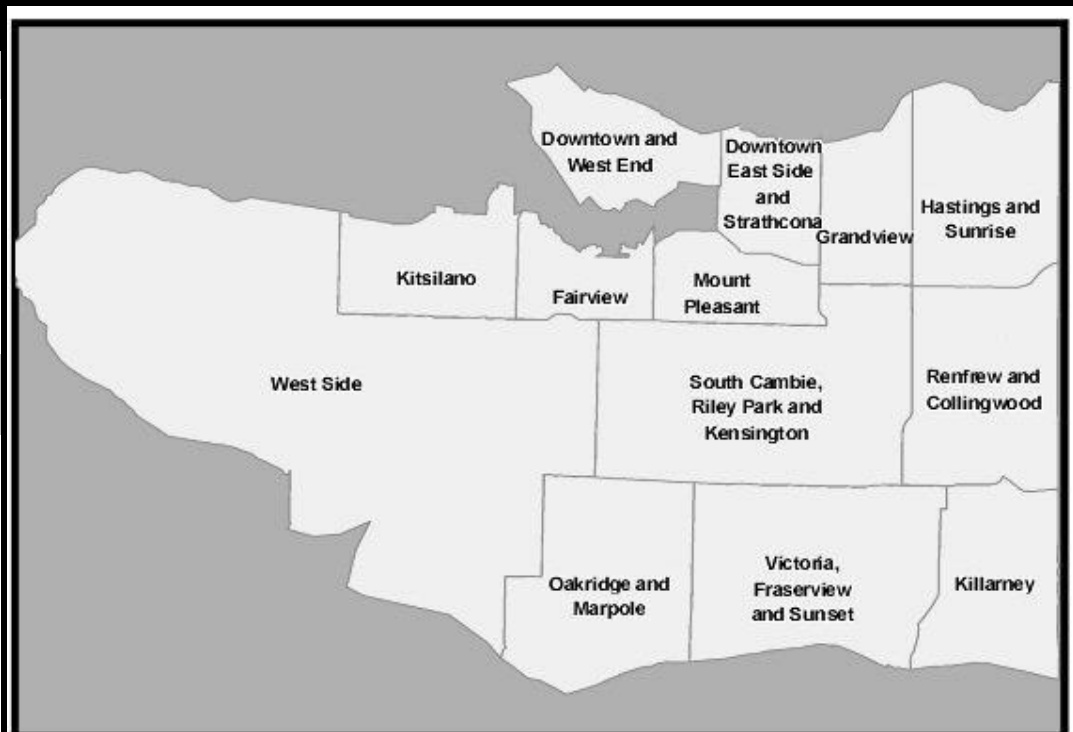 Downtown and
West End
Downtown
East Side
and
Strathcona
Grandview
Hastings and
Sunrise
Kitsilano
Fairview
Mount
Pleasant
West Side
South Cambie,
Riley Park and
Kensington
Renfrew and
Collingwood
Oakridge and
Marpole
Victoria,
Fraserview
and Sunset
Killarney